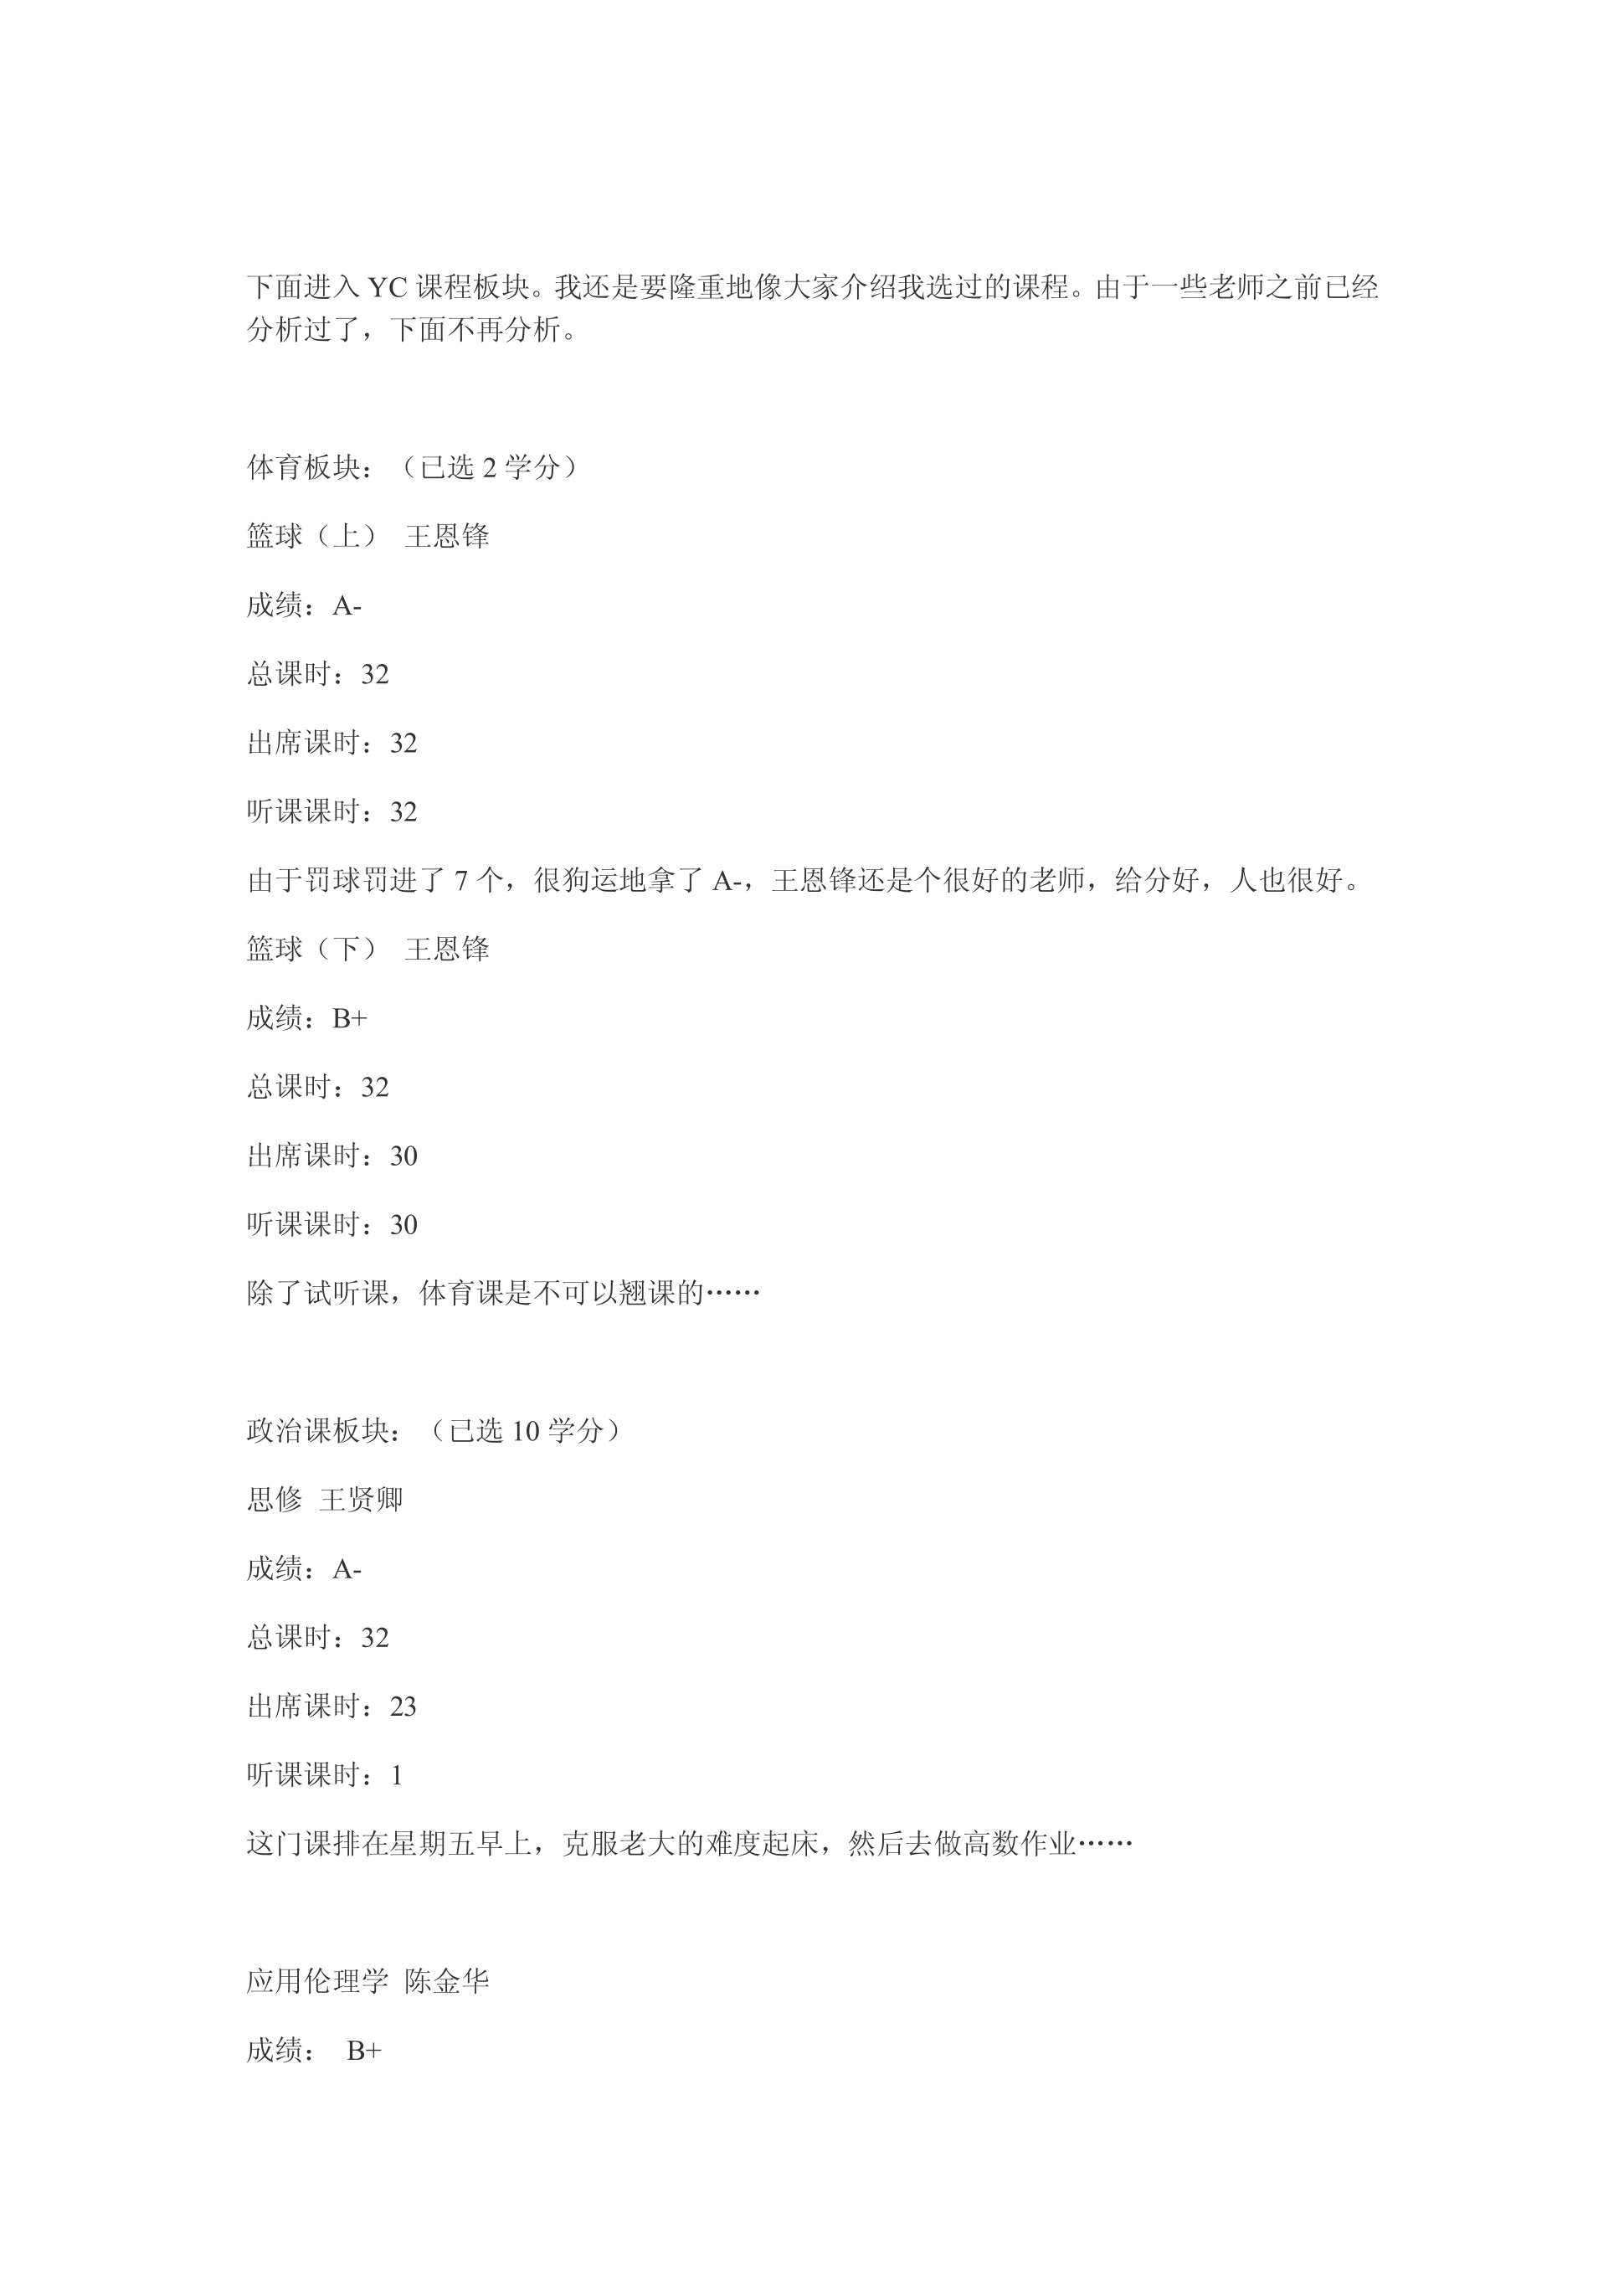 下面进入 YC 课程板块。我还是要隆重地像大家介绍我选过的课程。由于一些老师之前已经
分析过了，下面不再分析。
体育板块：（已选 2 学分）
篮球（上） 王恩锋
成绩：A-
总课时：32
出席课时：32
听课课时：32
由于罚球罚进了 7 个，很狗运地拿了 A-，王恩锋还是个很好的老师，给分好，人也很好。
篮球（下） 王恩锋
成绩：B+
总课时：32
出席课时：30
听课课时：30
除了试听课，体育课是不可以翘课的……
政治课板块：（已选 10 学分）
思修 王贤卿
成绩：A-
总课时：32
出席课时：23
听课课时：1
这门课排在星期五早上，克服老大的难度起床，然后去做高数作业……
应用伦理学 陈金华
成绩： B+